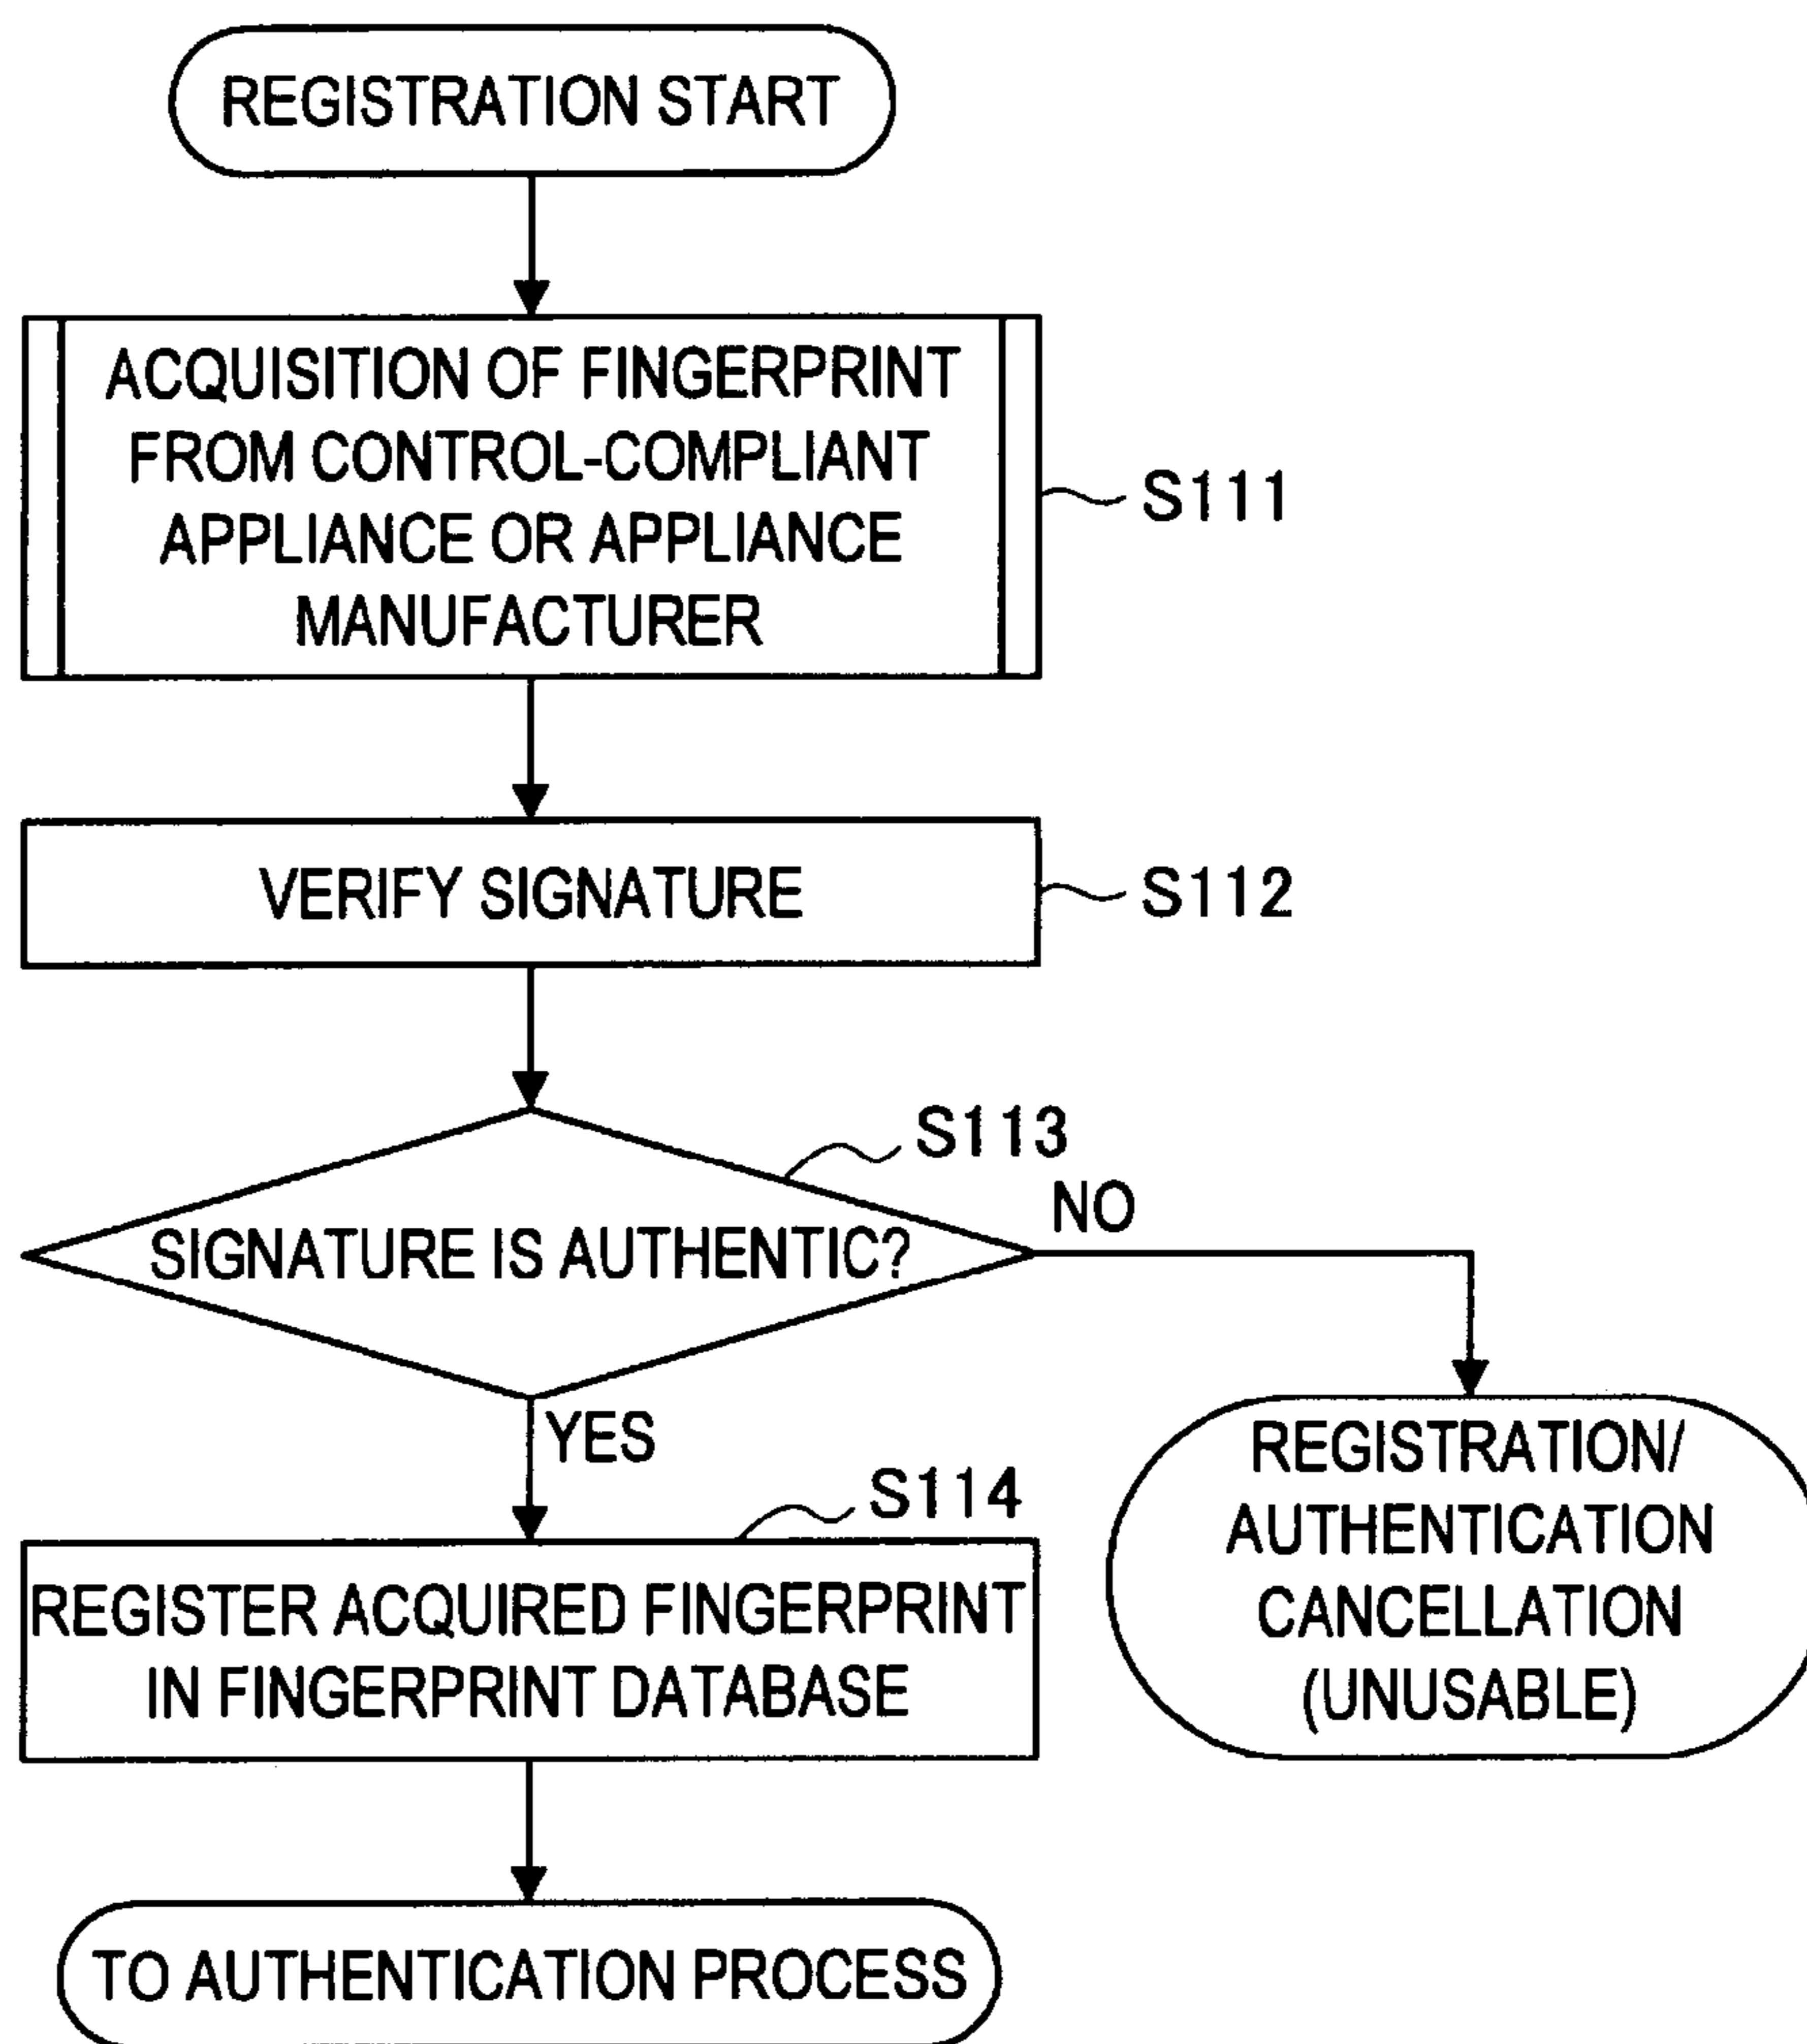 REGISTRATION START
ACQUISITION OF FINGERPRINT
FROM CONTROL-COMPLIANT
APPLIANCE OR APPLIANCE
MANUFACTURER
S111
VERIFY SIGNATURE
S112
S113
SIGNATURE IS AUTHENTIC?
NO
YES
S114
REGISTER ACQUIRED FINGERPRINT
IN FINGERPRINT DATABASE
REGISTRATION/
AUTHENTICATION
CANCELLATION
(UNUSABLE)
TO AUTHENTICATION PROCESS